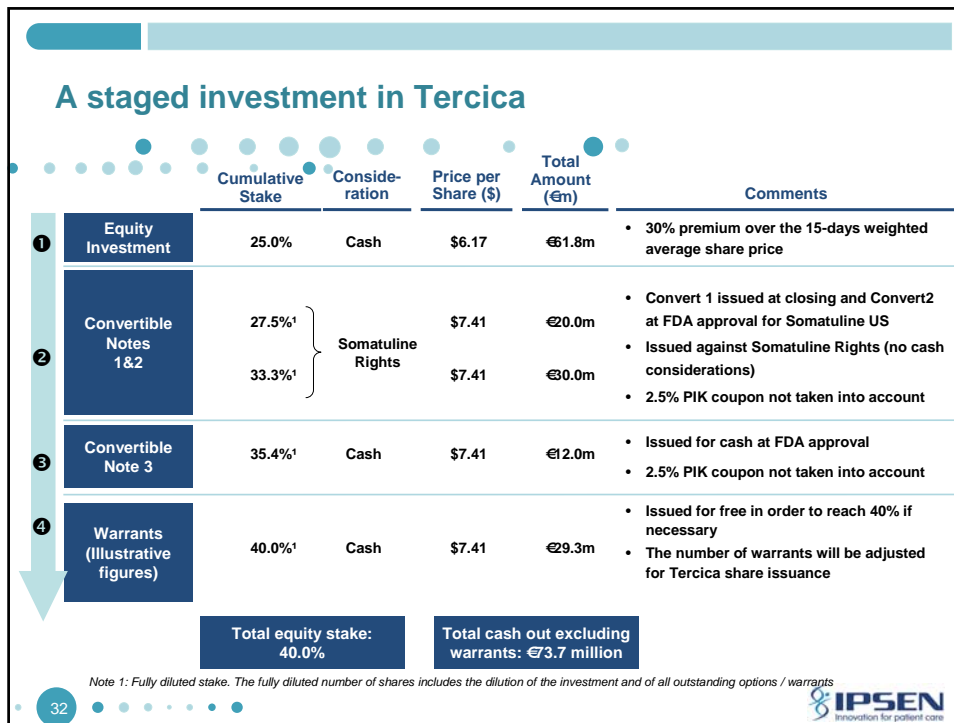 A staged investment in Tercica
Cumulative
Stake
Conside-
ration
Price per
Share ($)
Total
Amount
(€m)
Comments
❶
Equity
Investment
25.0%
Cash
$6.17
€61.8m
• 30% premium over the 15-days weighted
average share price
❷
Convertible
Notes
1&2
27.5%¹
33.3%¹
Somatuline
Rights
$7.41
$7.41
€20.0m
€30.0m
• Convert 1 issued at closing and Convert2
at FDA approval for Somatuline US
• Issued against Somatuline Rights (no cash
considerations)
• 2.5% PIK coupon not taken into account
❸
Convertible
Note 3
35.4%¹
Cash
$7.41
€12.0m
• Issued for cash at FDA approval
• 2.5% PIK coupon not taken into account
❹
Warrants
(Illustrative
figures)
40.0%¹
Cash
$7.41
€29.3m
• Issued for free in order to reach 40% if
necessary
• The number of warrants will be adjusted
for Tercica share issuance
Total equity stake:
40.0%
Total cash out excluding
warrants: €73.7 million
Note 1: Fully diluted stake. The fully diluted number of shares includes the dilution of the investment and of all outstanding options / warrants
32
IPSEN
Innovation for patient care